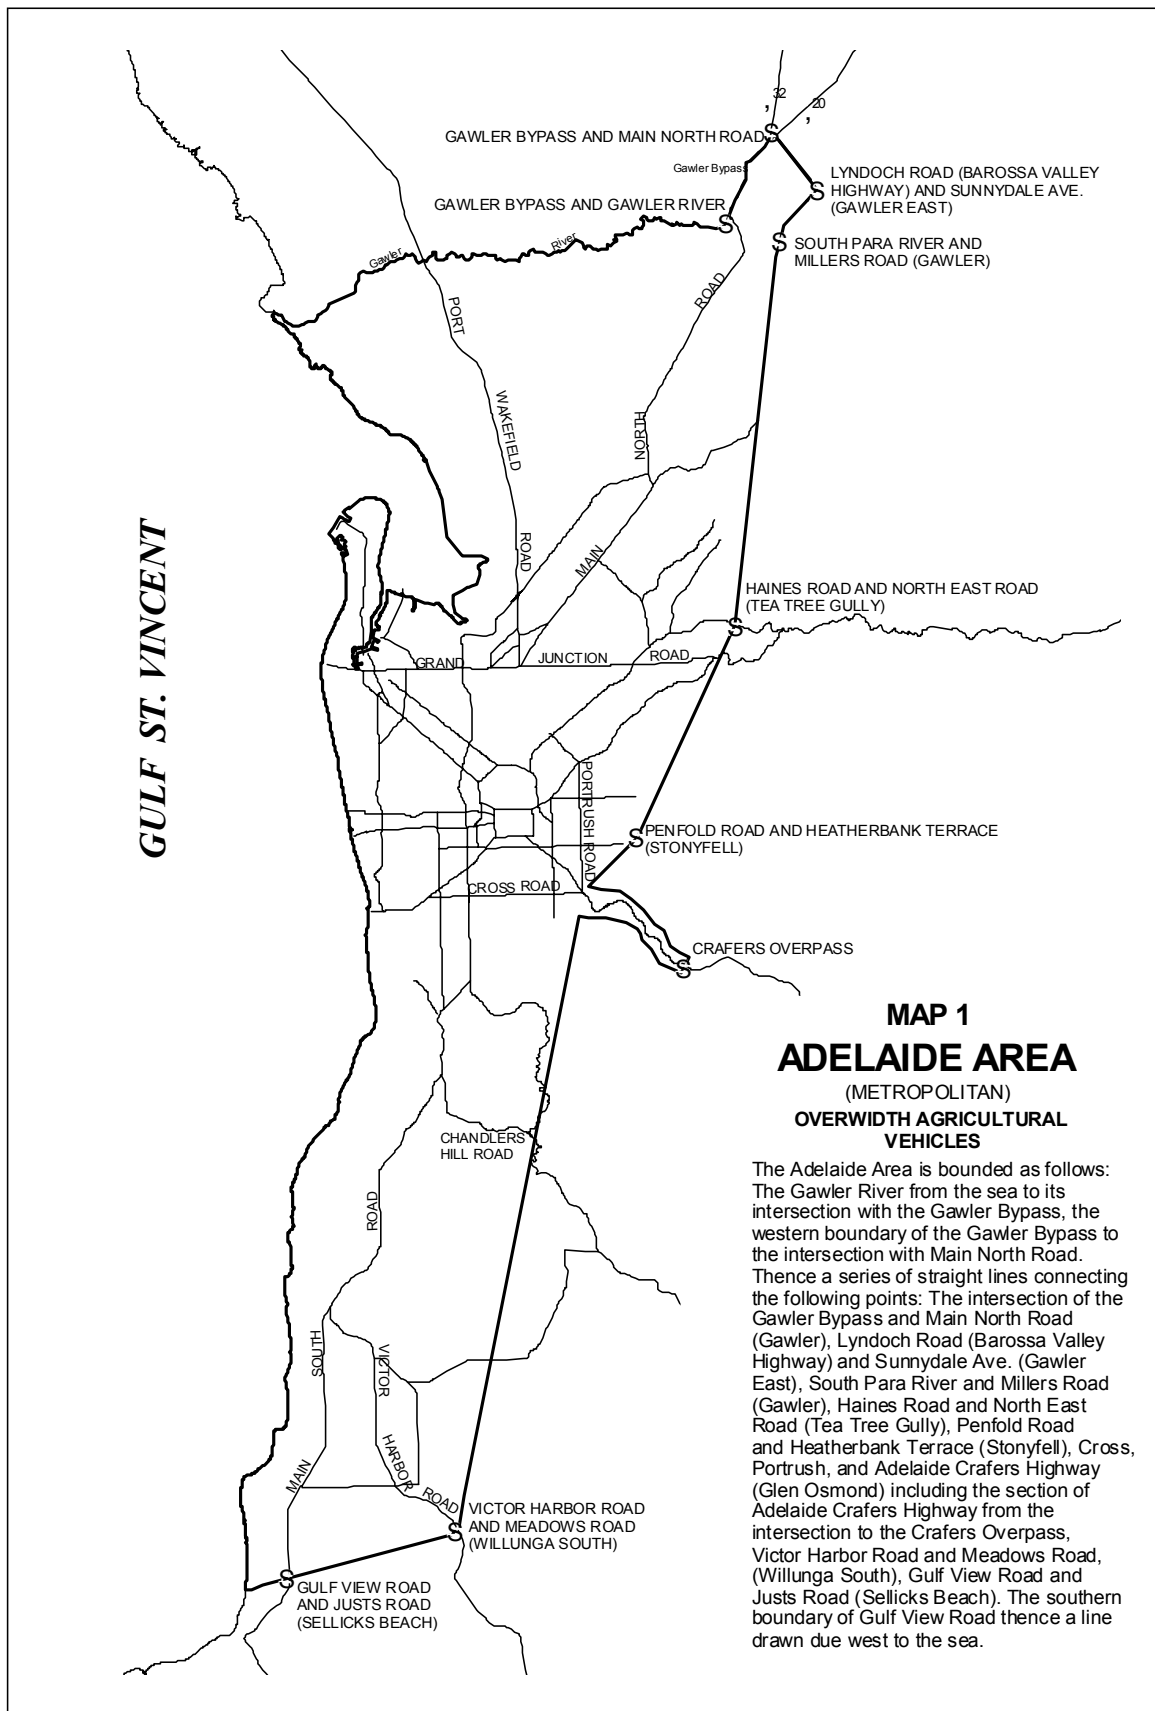 32
20
GAWLER BYPASS AND MAIN NORTH ROAD
S
Gawler Bypass
LYNDOCH ROAD (BAROSSA VALLEY
HIGHWAY) AND SUNNYDALE AVE.
(GAWLER EAST)
S
GAWLER BYPASS AND GAWLER RIVER
S
SOUTH PARA RIVER AND
MILLERS ROAD (GAWLER)
S
Gawler
River
PORT
WAKEFIELD
ROAD
ROAD
NORTH
MAIN
GULF ST. VINCENT
HAINES ROAD AND NORTH EAST ROAD
(TEA TREE GULLY)
S
GRAND
JUNCTION
ROAD
PORTRUSH ROAD
S
PENFOLD ROAD AND HEATHERBANK TERRACE
(STONYFELL)
CROSS ROAD
CRAFERS OVERPASS
S
CHANDLERS
HILL ROAD
ROAD
SOUTH
MAIN
VICTOR
HARBOR
ROAD
S
VICTOR HARBOR ROAD
AND MEADOWS ROAD
(WILLUNGA SOUTH)
S
GULF VIEW ROAD
AND JUSTS ROAD
(SELLICKS BEACH)
MAP 1
ADELAIDE AREA
(METROPOLITAN)
OVERWIDTH AGRICULTURAL
VEHICLES
The Adelaide Area is bounded as follows:
The Gawler River from the sea to its
intersection with the Gawler Bypass, the
western boundary of the Gawler Bypass to
the intersection with Main North Road.
Thence a series of straight lines connecting
the following points: The intersection of the
Gawler Bypass and Main North Road
(Gawler), Lyndoch Road (Barossa Valley
Highway) and Sunnydale Ave. (Gawler
East), South Para River and Millers Road
(Gawler), Haines Road and North East
Road (Tea Tree Gully), Penfold Road
and Heatherbank Terrace (Stonyfell), Cross,
Portrush, and Adelaide Crafers Highway
(Glen Osmond) including the section of
Adelaide Crafers Highway from the
intersection to the Crafers Overpass,
Victor Harbor Road and Meadows Road,
(Willunga South), Gulf View Road and
Justs Road (Sellicks Beach). The southern
boundary of Gulf View Road thence a line
drawn due west to the sea.